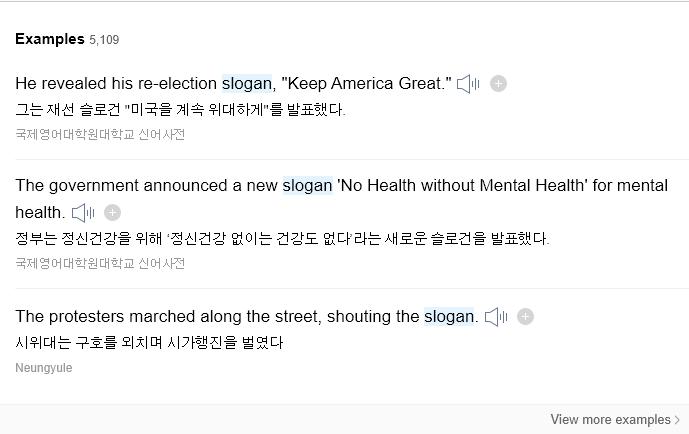 Examples 5,109
He revealed his re-election slogan, "Keep America Great."
그는 재선 슬로건 "미국을 계속 위대하게"를 발표했다.
국제영어대학원대학교 신어사전
The government announced a new slogan 'No Health without Mental Health' for mental
health.
정부는 정신건강을 위해 ‘정신건강 없이는 건강도 없다’라는 새로운 슬로건을 발표했다.
국제영어대학원대학교 신어사전
The protesters marched along the street, shouting the slogan.
시위대는 구호를 외치며 시가행진을 벌였다
Neungyule
View more examples >